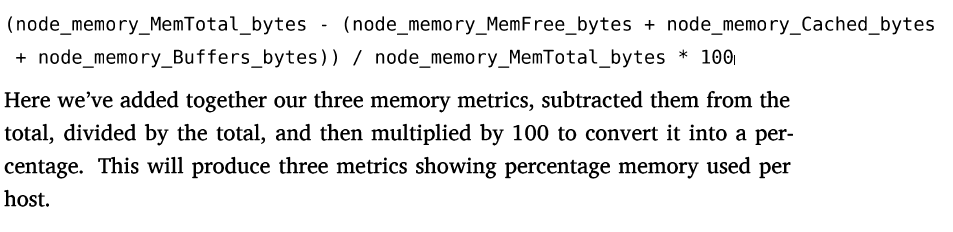 (node_memory_MemTotal_bytes - (node_memory_MemFree_bytes + node_memory_Cached_bytes
+ node_memory_Buffers_bytes)) / node_memory_MemTotal_bytes * 100
Here we’ve added together our three memory metrics, subtracted them from the
total, divided by the total, and then multiplied by 100 to convert it into a per-
centage. This will produce three metrics showing percentage memory used per
host.